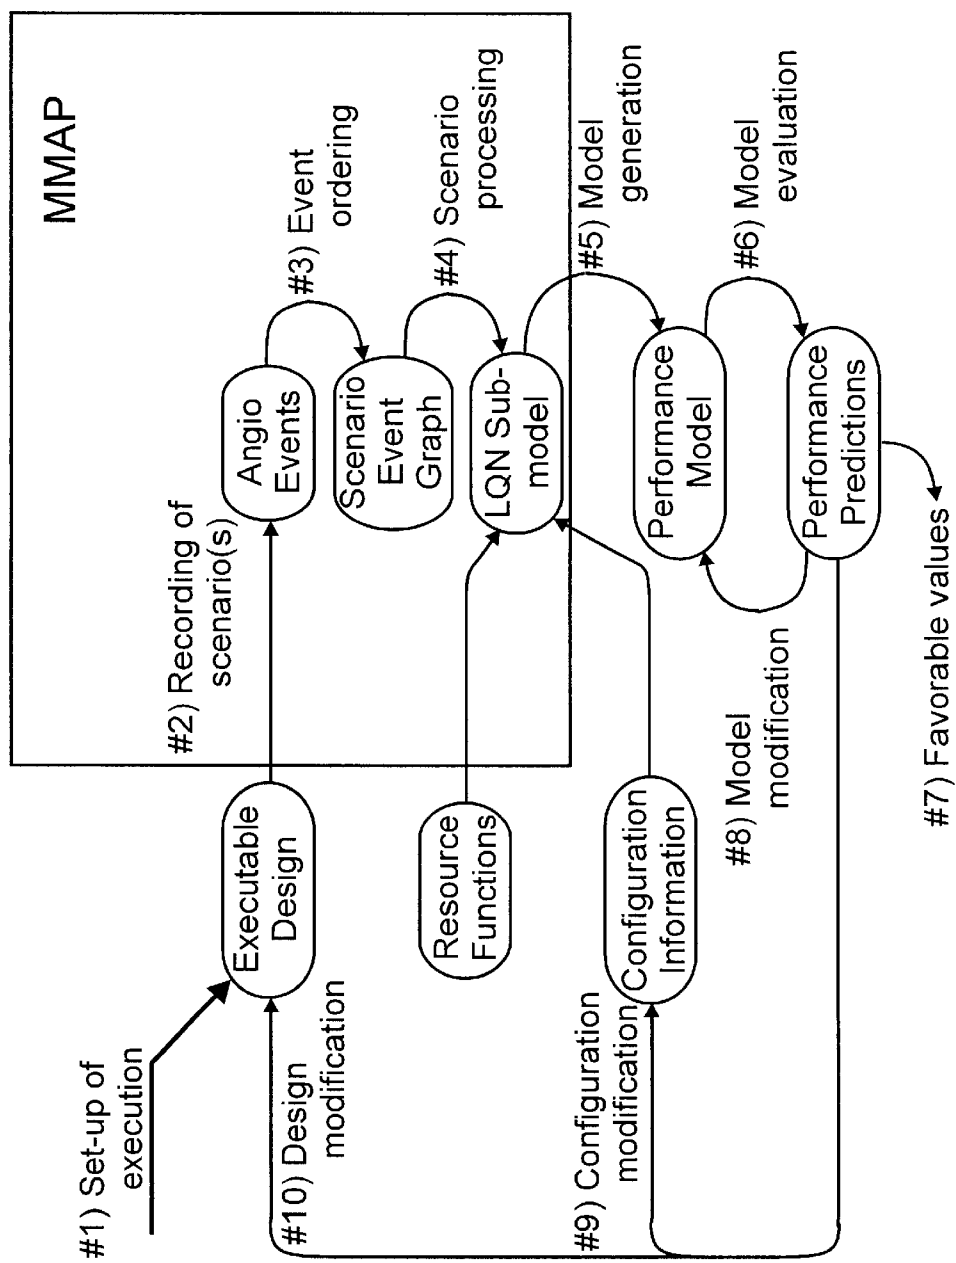 MMAP
#1) Set-up of
execution
#2) Recording of
scenario(s)
Executable
Design
Angio
Events
#3) Event
ordering
#10) Design
modification
Scenario
Event
Graph
#4) Scenario
processing
Resource
Functions
LQN Sub-
model
#5) Model
generation
#9) Configuration
modification
Configuration
Information
Performance
Model
#6) Model
evaluation
#8) Model
modification
Performance
Predictions
#7) Favorable values